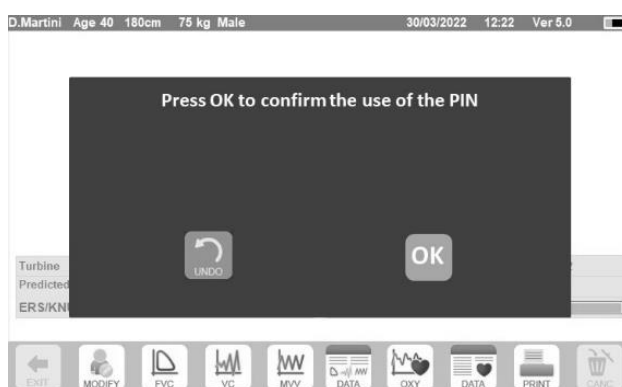 D.Martini Age 40 180cm 75 kg Male 30/03/2022 12:22 Ver 5.0
Press OK to confirm the use of the PIN
UNDO
OK
Turbine
Predicted
ERS/KNU
EXIT MODIFY FVC VC MVV DATA OXY DATA PRINT CANC